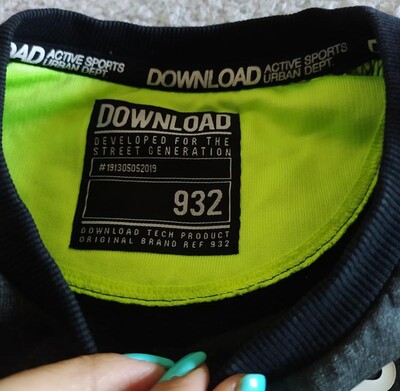 DOWNLOAD ACTIVE SPORTS
URBAN DEPT.
DOWNLOAD ACTIVE SPORTS
URBAN DEPT.
DOWNLOAD
DEVELOPED FOR THE
STREET GENERATION
#191305052019
932
DOWNLOAD TECH PRODUCT
ORIGINAL BRAND REF 932